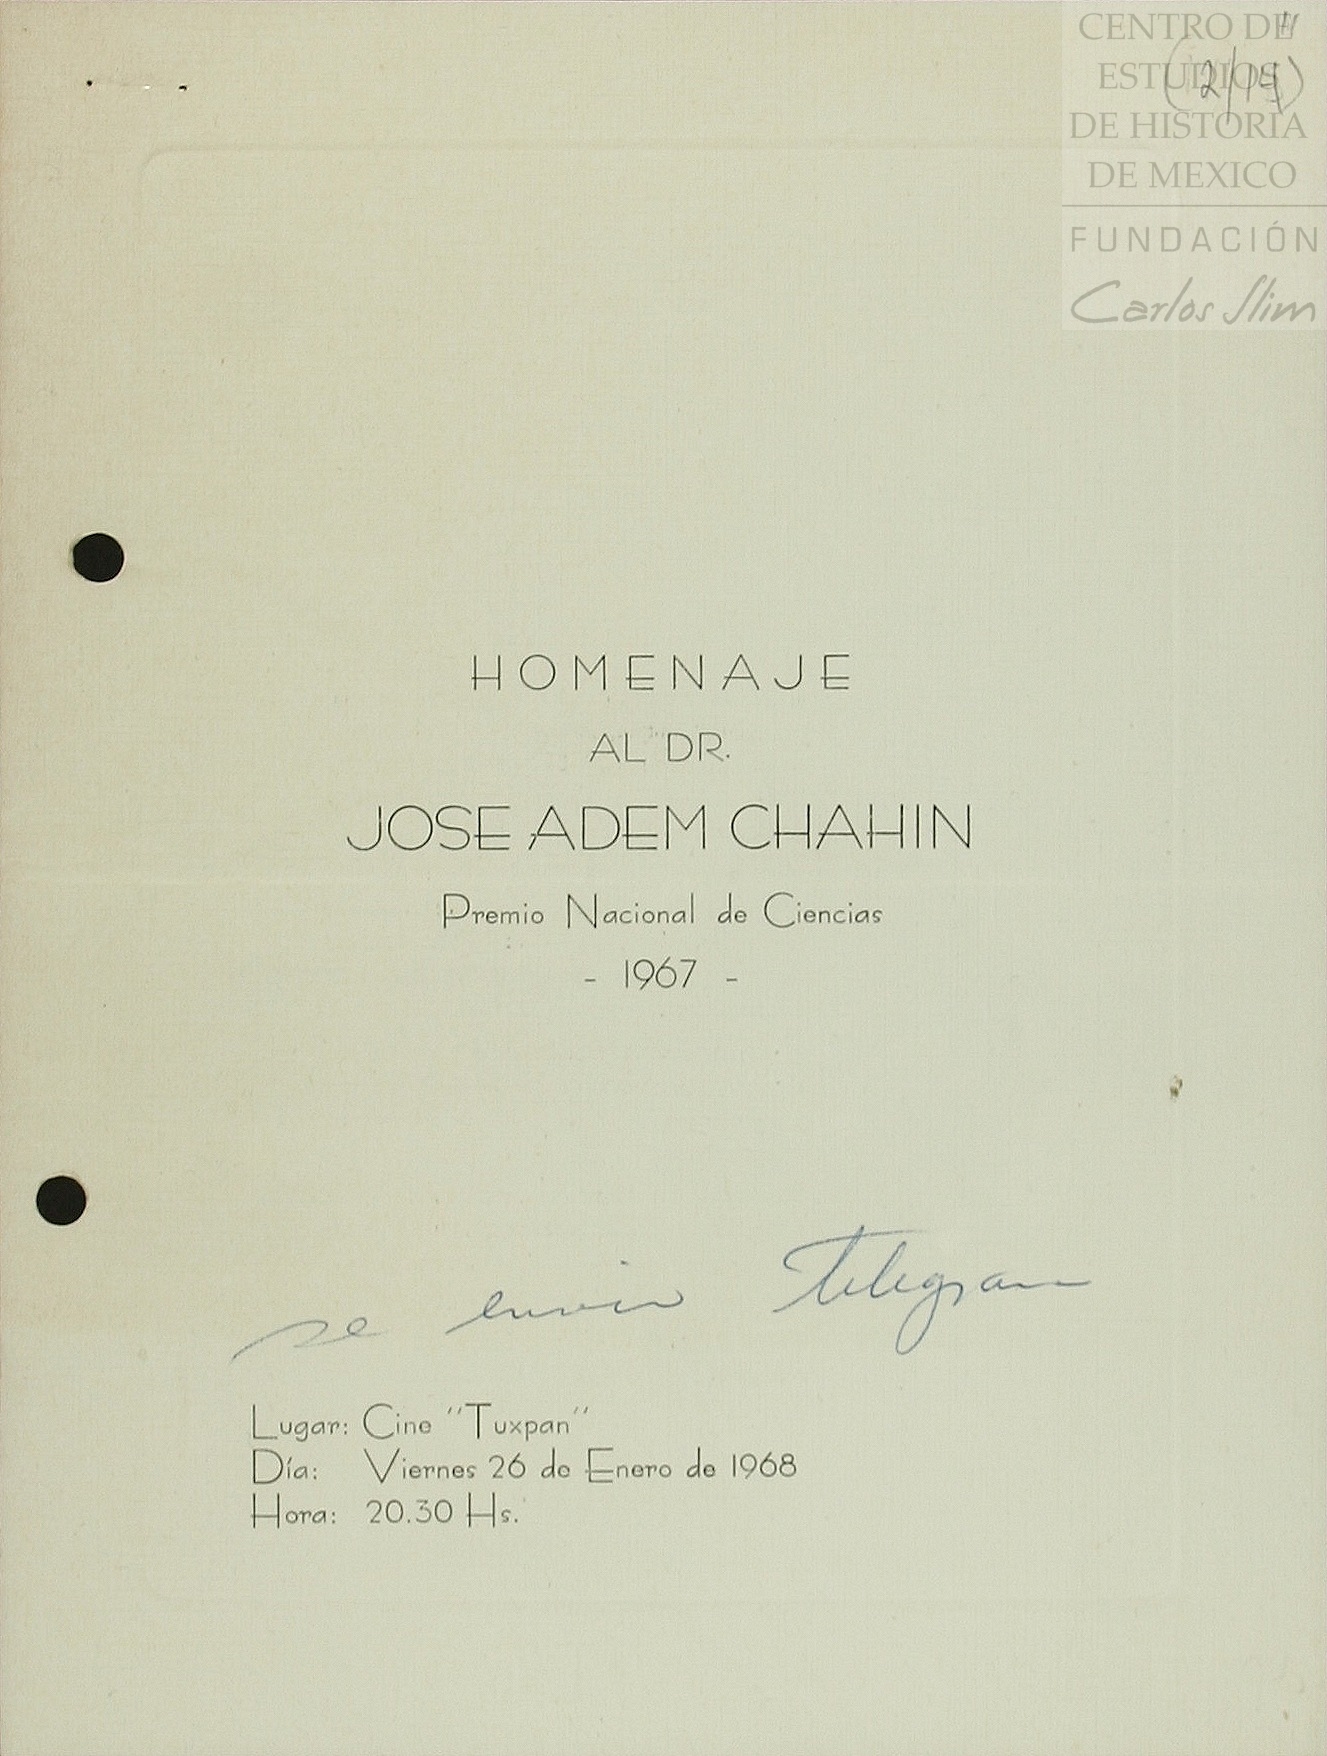 CENTRO DE
ESTUDIOS
DE HISTORIA
DE MEXICO
FUNDACIÓN
Carlos Slim
(2/14)
HOMENAJE
AL DR.
JOSE ADEM CHAHIN
Premio Nacional de Ciencias
- 1967 -
se envio Telegrama
Lugar: Cine "Tuxpan"
Día: Viernes 26 de Enero de 1968
Hora: 20.30 Hs.